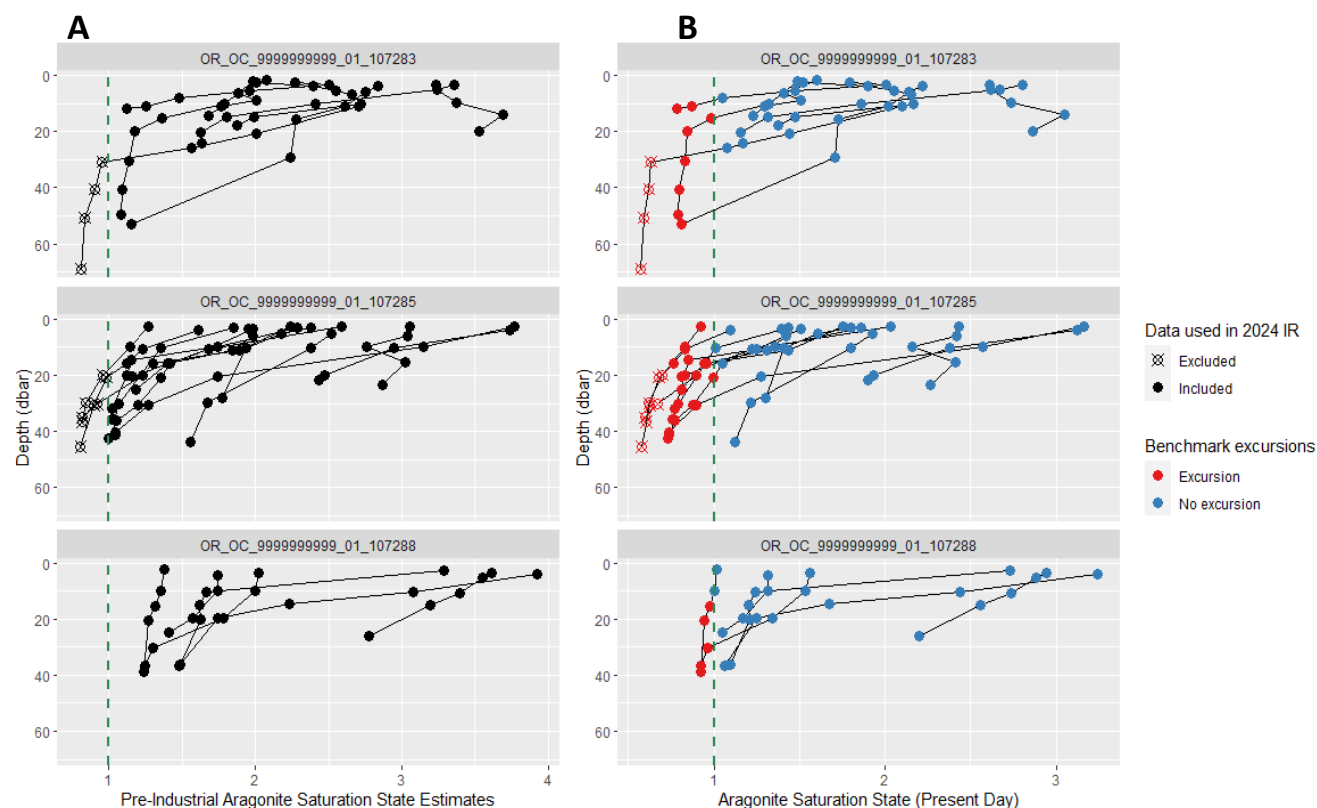 A
B
OR_OC_9999999999_01_107283
OR_OC_9999999999_01_107283
0
20
40
60
0
20
40
60
OR_OC_9999999999_01_107285
OR_OC_9999999999_01_107285
0
20
40
60
0
20
40
60
Depth (dbar)
Depth (dbar)
OR_OC_9999999999_01_107288
OR_OC_9999999999_01_107288
0
20
40
60
0
20
40
60
1 2 3 4
1 2 3
Pre-Industrial Aragonite Saturation State Estimates
Aragonite Saturation State (Present Day)
Data used in 2024 IR
Excluded
Included
Benchmark excursions
Excursion
No excursion